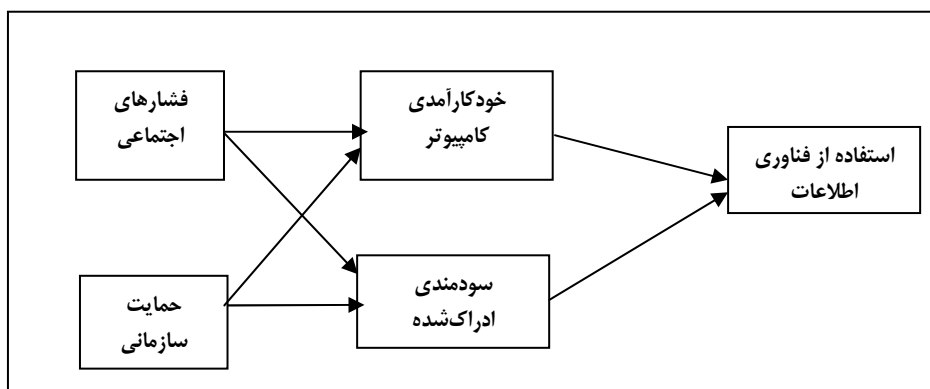 فشارهای
اجتماعی
خودکارآمدی
کامپیوتر
استفاده از فناوری
اطلاعات
حمایت
سازمانی
سودمندی
ادراک‌شده